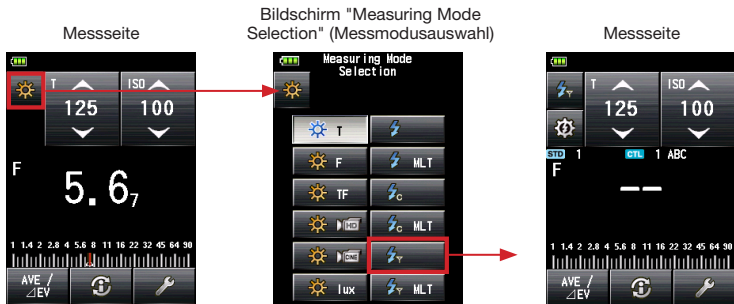 Messseite
Bildschirm "Measuring Mode
Selection" (Messmodusauswahl)
Messseite
T
ISO
125
100
F
5.6₇
1 1.4 2 2.8 4 5.6 8 11 16 22 32 45 64 90
AVE /
⊿EV
Measuring Mode
Selection
T
F
MLT
TF
C
HD
C MLT
CINE
Y
lux
Y MLT
Y
T
ISO
125
100
STD 1
CTL 1 ABC
F
--
1 1.4 2 2.8 4 5.6 8 11 16 22 32 45 64 90
AVE /
⊿EV